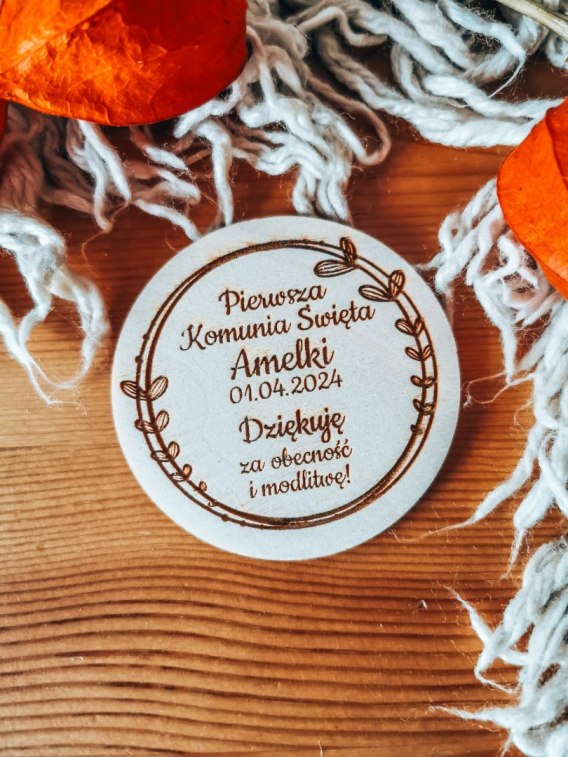 Pierwsza
Komunia Święta
Amelki
01.04.2024
Dziękuję
za obecność
i modlitwę!